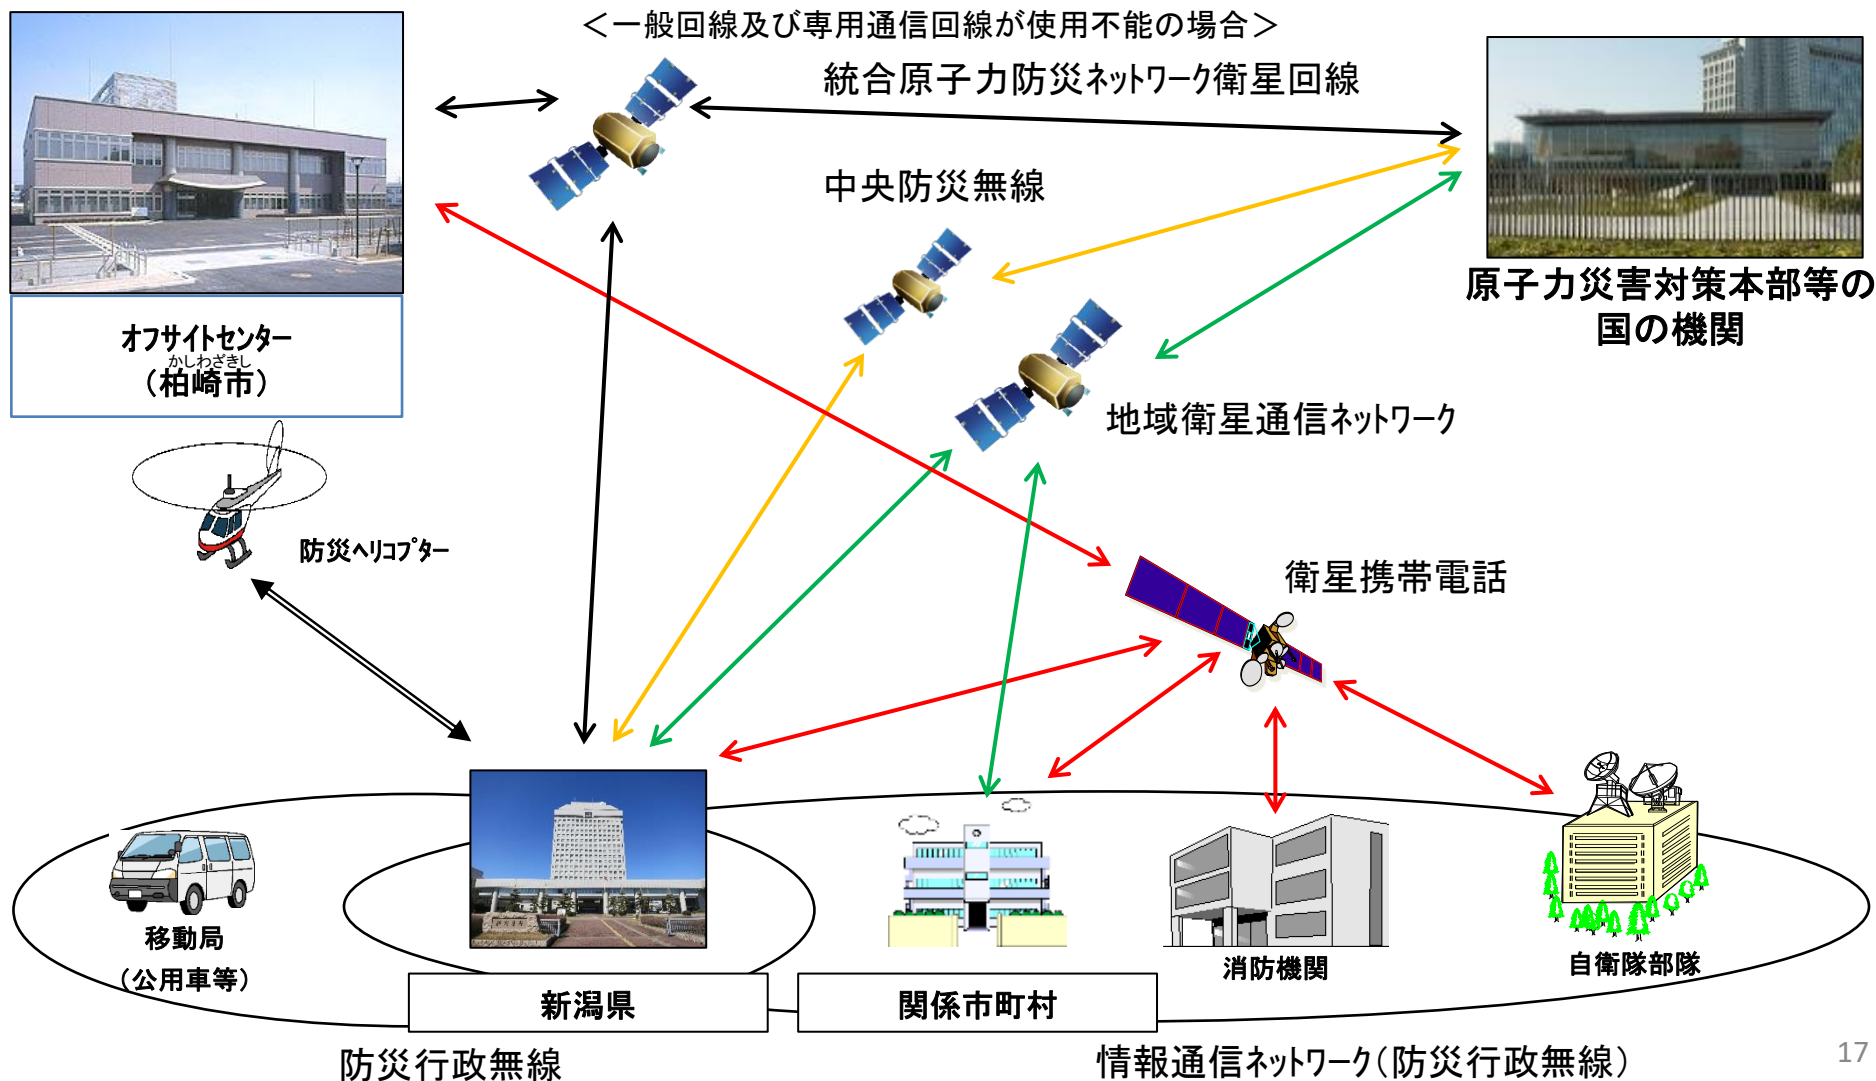 ＜一般回線及び専用通信回線が使用不能の場合＞
統合原子力防災ネットワーク衛星回線
中央防災無線
原子力災害対策本部等の
国の機関
オフサイトセンター
かしわざきし
（柏崎市）
地域衛星通信ネットワーク
防災ヘリコプター
衛星携帯電話
移動局
（公用車等）
消防機関
自衛隊部隊
新潟県
関係市町村
防災行政無線
情報通信ネットワーク（防災行政無線）
17